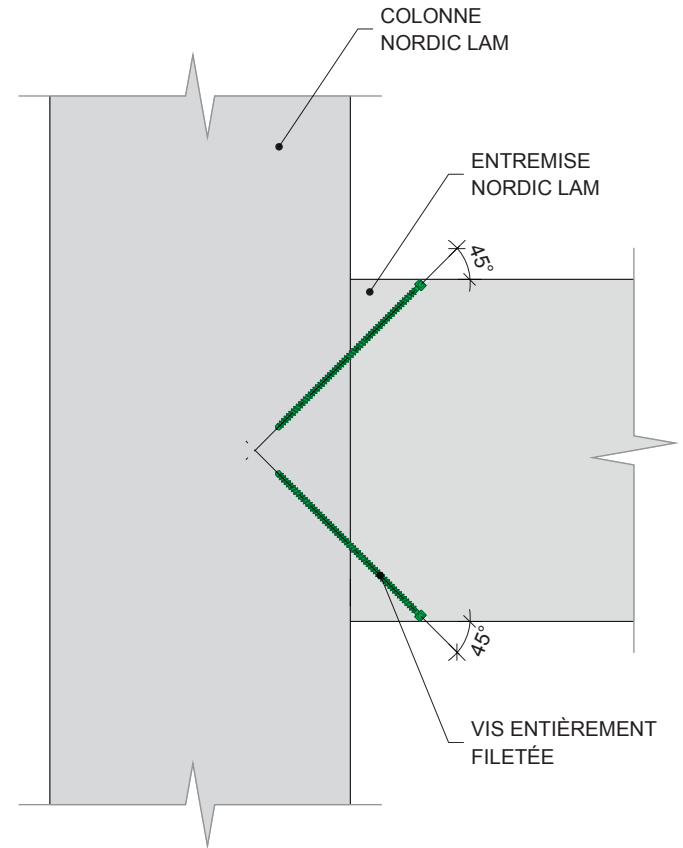 COLONNE
NORDIC LAM
ENTREMISE
NORDIC LAM
45°
45°
VIS ENTIÈREMENT
FILETÉE